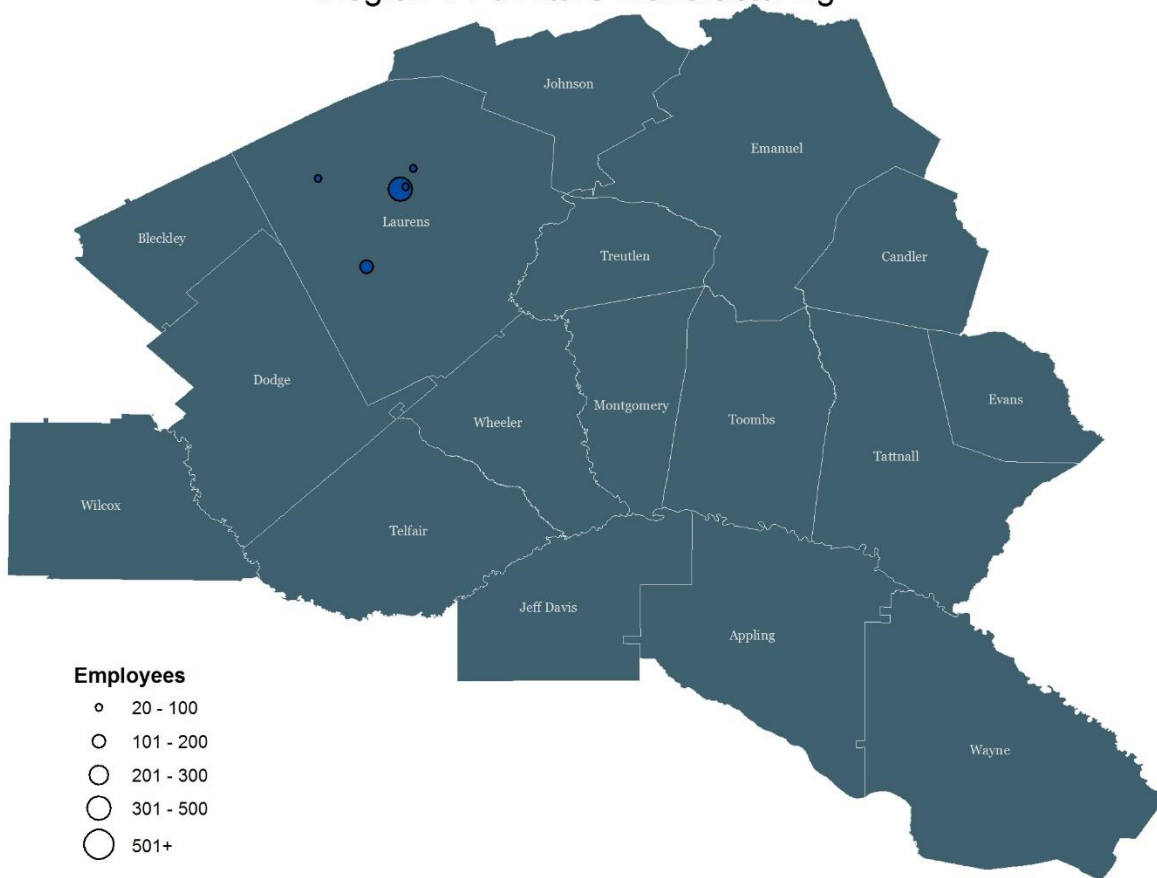 Johnson
Emanuel
Laurens
Bleckley
Treutlen
Candler
Dodge
Evans
Montgomery
Wheeler
Toombs
Tattnall
Wilcox
Telfair
Jeff Davis
Appling
Wayne
Employees
20 - 100
101 - 200
201 - 300
301 - 500
501+